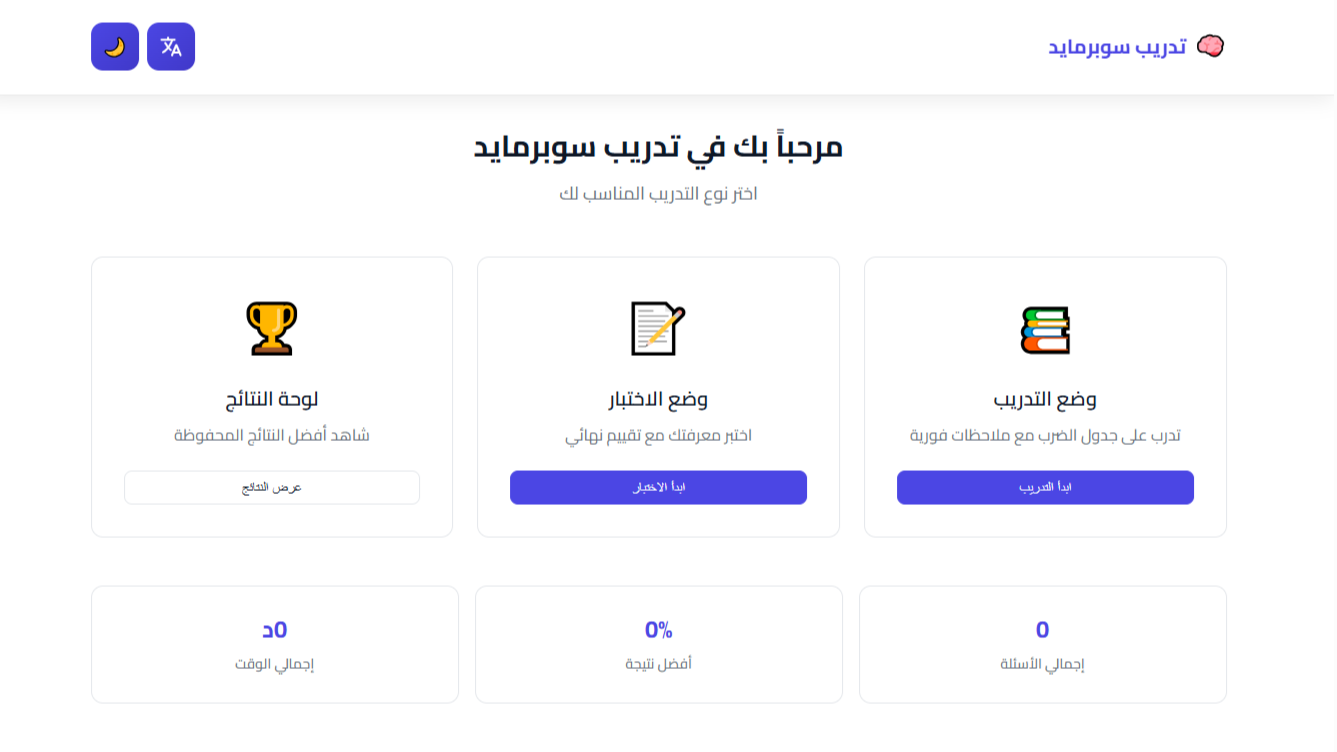 تدريب سوبرمايد
مرحباً بك في تدريب سوبرمايد
اختر نوع التدريب المناسب لك
وضع التدريب
تدرب على جدول الضرب مع ملاحظات فورية
ابدأ التدريب
وضع الاختبار
اختبر معرفتك مع تقييم نهائي
ابدأ الاختبار
لوحة النتائج
شاهد أفضل النتائج المحفوظة
عرض النتائج
0
إجمالي الأسئلة
0%
أفضل نتيجة
0د
إجمالي الوقت